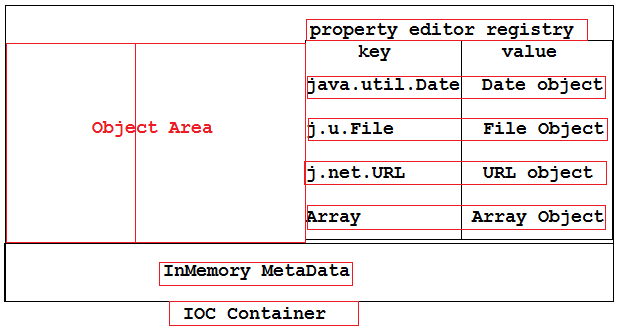 property editor registry
key value
java.util.Date Date object
Object Area
j.u.File File Object
j.net.URL URL object
Array Array Object
InMemory MetaData
IOC Container